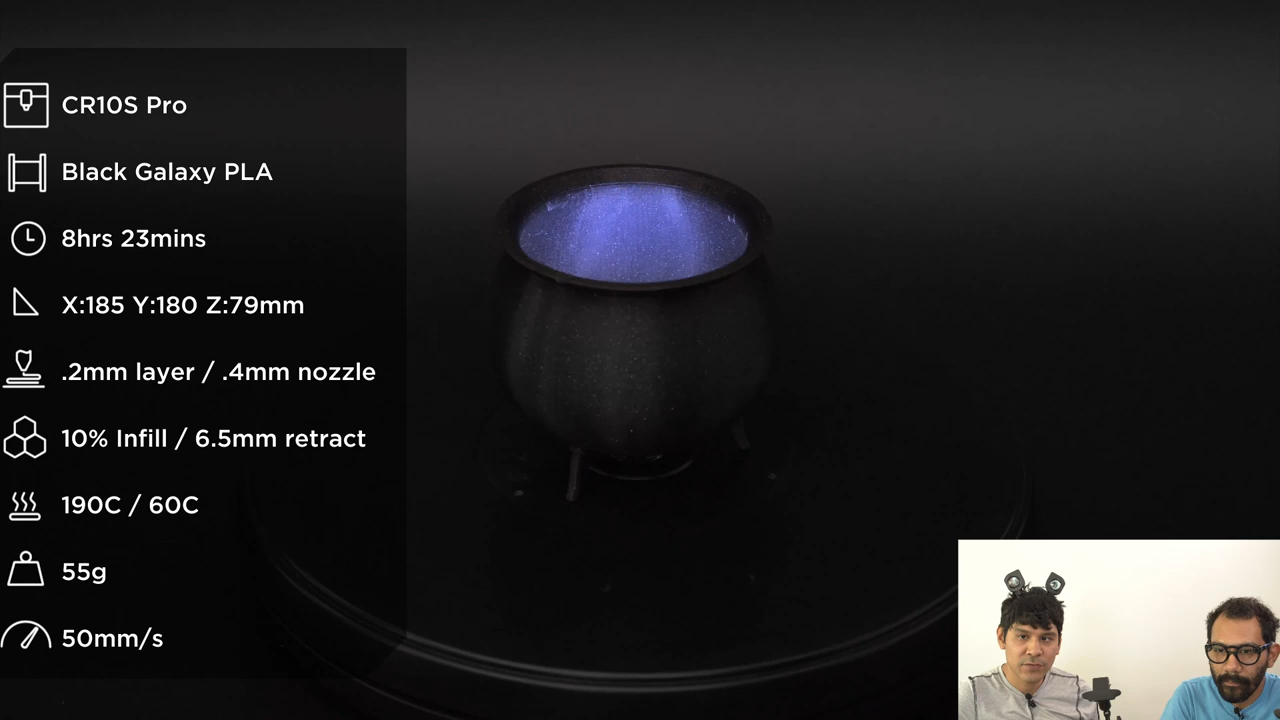 CR10S Pro
Black Galaxy PLA
8hrs 23mins
X:185 Y:180 Z:79mm
.2mm layer / .4mm nozzle
10% Infill / 6.5mm retract
190C / 60C
55g
50mm/s